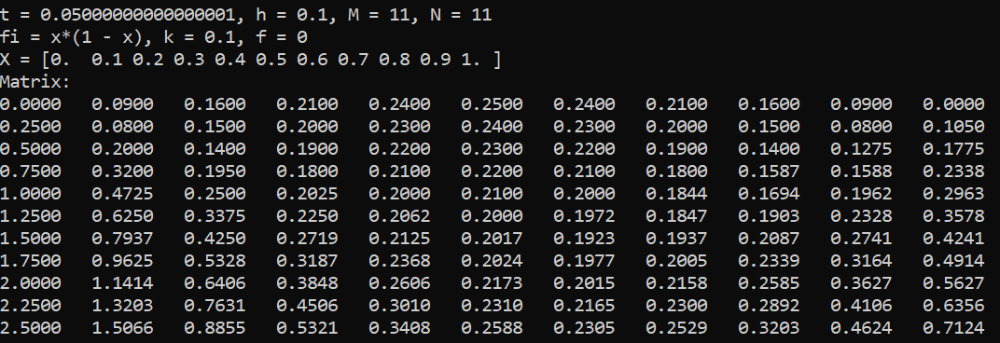 t = 0.05000000000000001, h = 0.1, M = 11, N = 11
fi = x*(1 - x), k = 0.1, f = 0
X = [0.  0.1 0.2 0.3 0.4 0.5 0.6 0.7 0.8 0.9 1. ]
Matrix:
0.0000   0.0900   0.1600   0.2100   0.2400   0.2500   0.2400   0.2100   0.1600   0.0900   0.0000
0.2500   0.0800   0.1500   0.2000   0.2300   0.2400   0.2300   0.2000   0.1500   0.0800   0.1050
0.5000   0.2000   0.1400   0.1900   0.2200   0.2300   0.2200   0.1900   0.1400   0.1275   0.1775
0.7500   0.3200   0.1950   0.1800   0.2100   0.2200   0.2100   0.1800   0.1587   0.1588   0.2338
1.0000   0.4725   0.2500   0.2025   0.2000   0.2100   0.2000   0.1844   0.1694   0.1962   0.2963
1.2500   0.6250   0.3375   0.2250   0.2062   0.2000   0.1972   0.1847   0.1903   0.2328   0.3578
1.5000   0.7937   0.4250   0.2719   0.2125   0.2017   0.1923   0.1937   0.2087   0.2741   0.4241
1.7500   0.9625   0.5328   0.3187   0.2368   0.2024   0.1977   0.2005   0.2339   0.3164   0.4914
2.0000   1.1414   0.6406   0.3848   0.2606   0.2173   0.2015   0.2158   0.2585   0.3627   0.5627
2.2500   1.3203   0.7631   0.4506   0.3010   0.2310   0.2165   0.2300   0.2892   0.4106   0.6356
2.5000   1.5066   0.8855   0.5321   0.3408   0.2588   0.2305   0.2529   0.3203   0.4624   0.7124